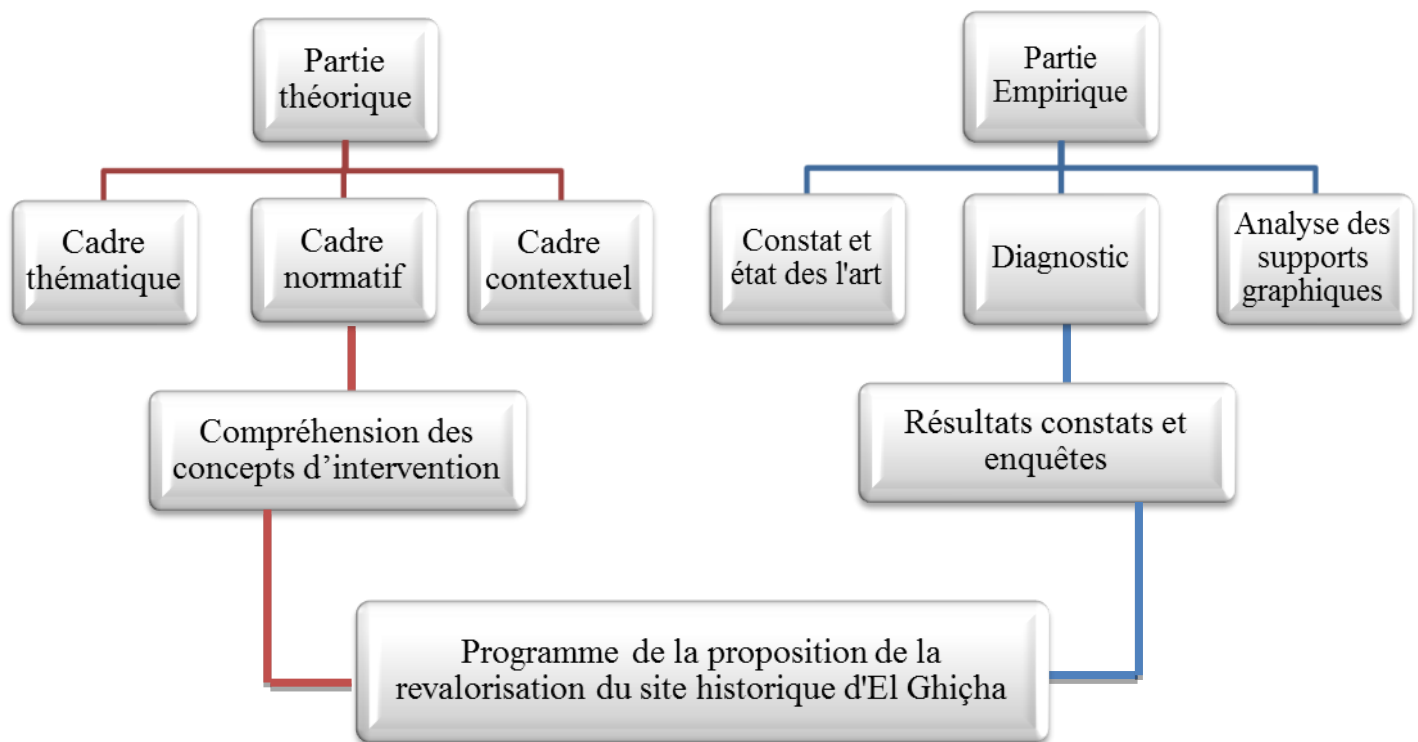 Partie
théorique
Partie
Empirique
Cadre
thématique
Cadre
normatif
Cadre
contextuel
Constat et
état des l'art
Diagnostic
Analyse des
supports
graphiques
Compréhension des
concepts d’intervention
Résultats constats et
enquêtes
Programme de la proposition de la
revalorisation du site historique d'El Ghiçha